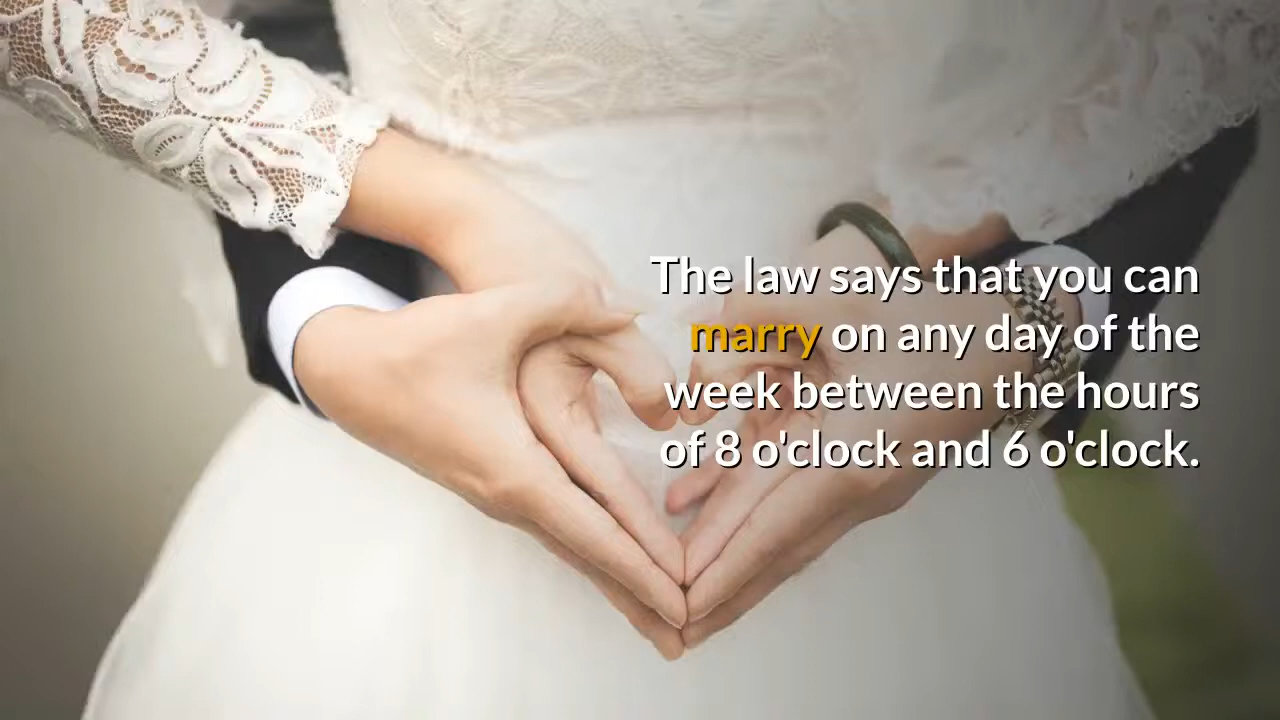 The law says that you can
marry on any day of the
week between the hours
of 8 o'clock and 6 o'clock.